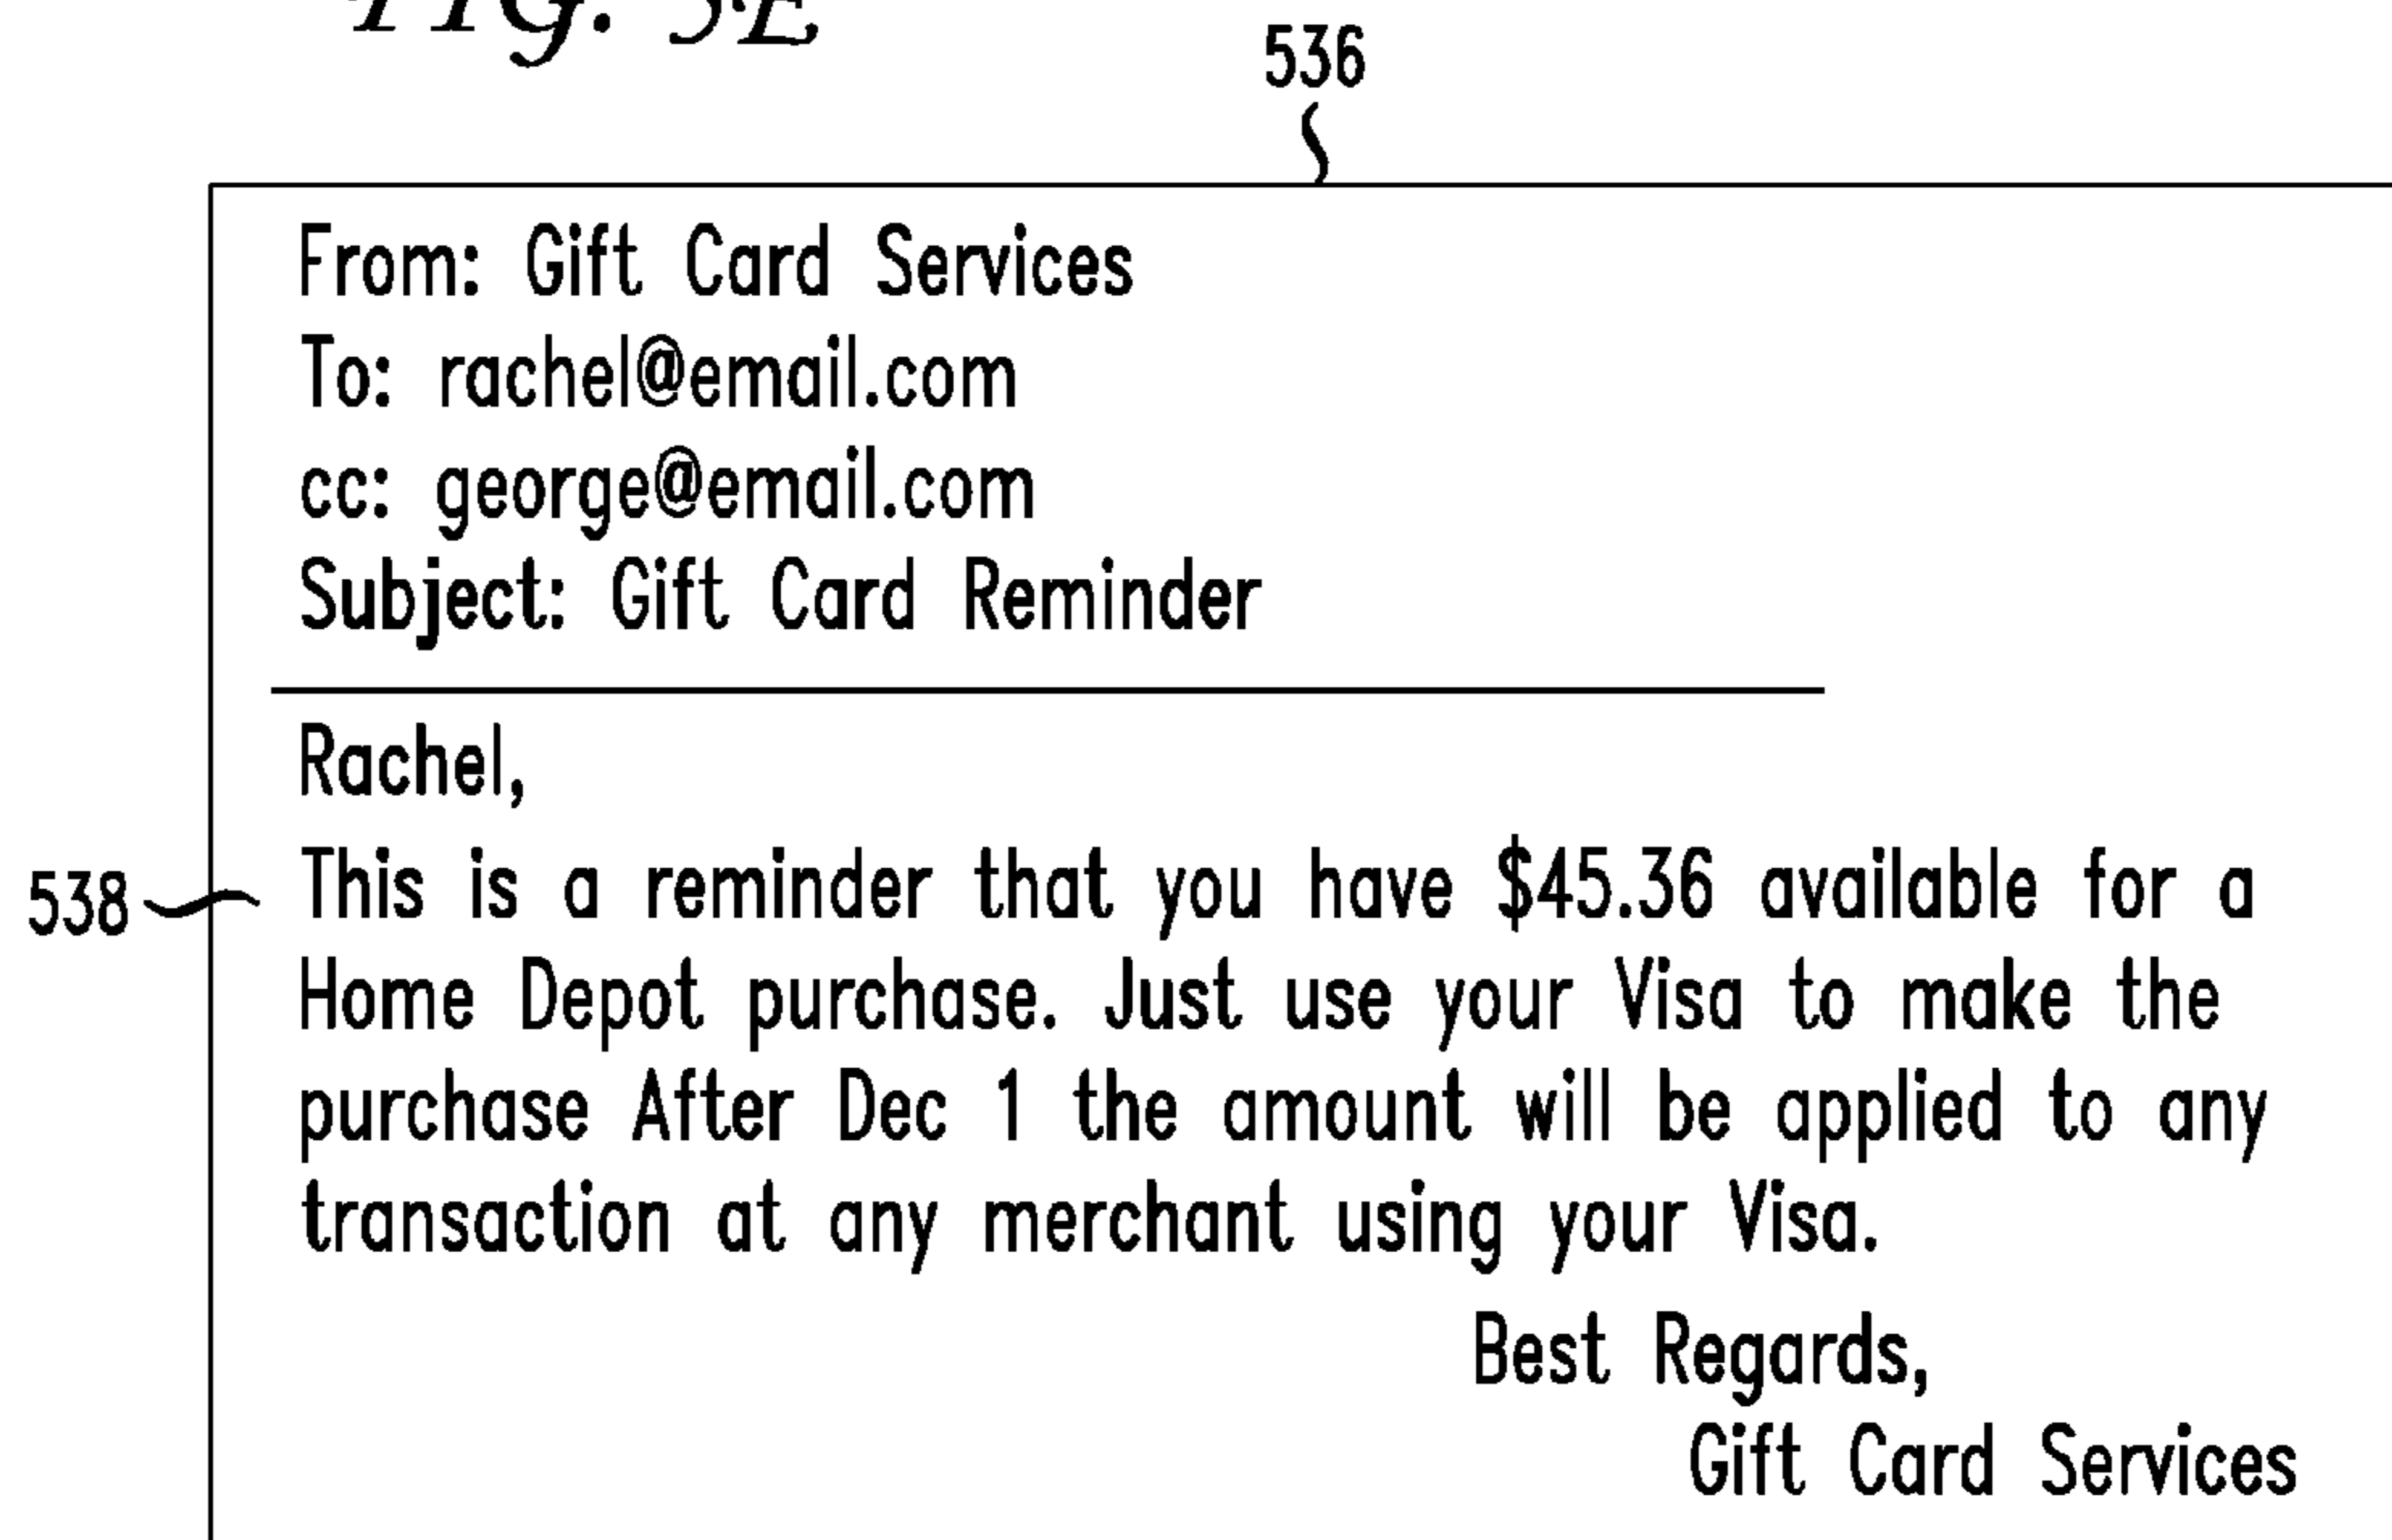 FIG. 5E
536
From: Gift Card Services
To: rachel@email.com
cc: george@email.com
Subject: Gift Card Reminder
Rachel,
538
This is a reminder that you have $45.36 available for a
Home Depot purchase. Just use your Visa to make the
purchase After Dec 1 the amount will be applied to any
transaction at any merchant using your Visa.
Best Regards,
Gift Card Services